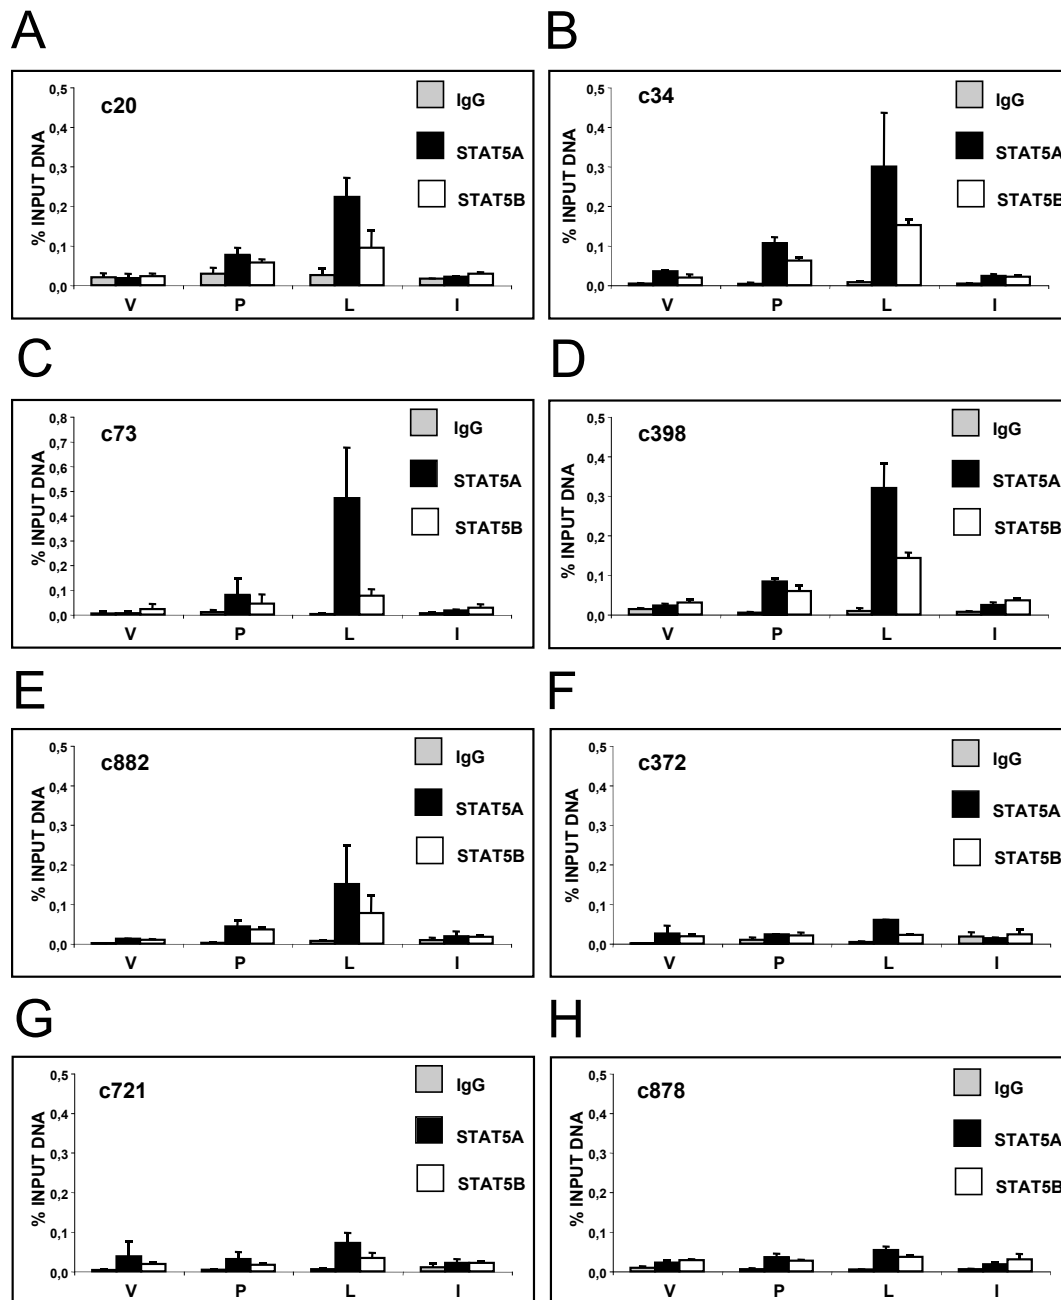 A
c20
% INPUT DNA
0,5
0,4
0,3
0,2
0,1
0,0
V P L I
IgG
STAT5A
STAT5B
B
c34
% INPUT DNA
0,5
0,4
0,3
0,2
0,1
0,0
V P L I
IgG
STAT5A
STAT5B
C
c73
% INPUT DNA
0,8
0,7
0,6
0,5
0,4
0,3
0,2
0,1
0,0
V P L I
IgG
STAT5A
STAT5B
D
c398
% INPUT DNA
0,5
0,4
0,3
0,2
0,1
0,0
V P L I
IgG
STAT5A
STAT5B
E
c882
% INPUT DNA
0,5
0,4
0,3
0,2
0,1
0,0
V P L I
IgG
STAT5A
STAT5B
F
c372
% INPUT DNA
0,5
0,4
0,3
0,2
0,1
0,0
V P L I
IgG
STAT5A
STAT5B
G
c721
% INPUT DNA
0,5
0,4
0,3
0,2
0,1
0,0
V P L I
IgG
STAT5A
STAT5B
H
c878
% INPUT DNA
0,5
0,4
0,3
0,2
0,1
0,0
V P L I
IgG
STAT5A
STAT5B